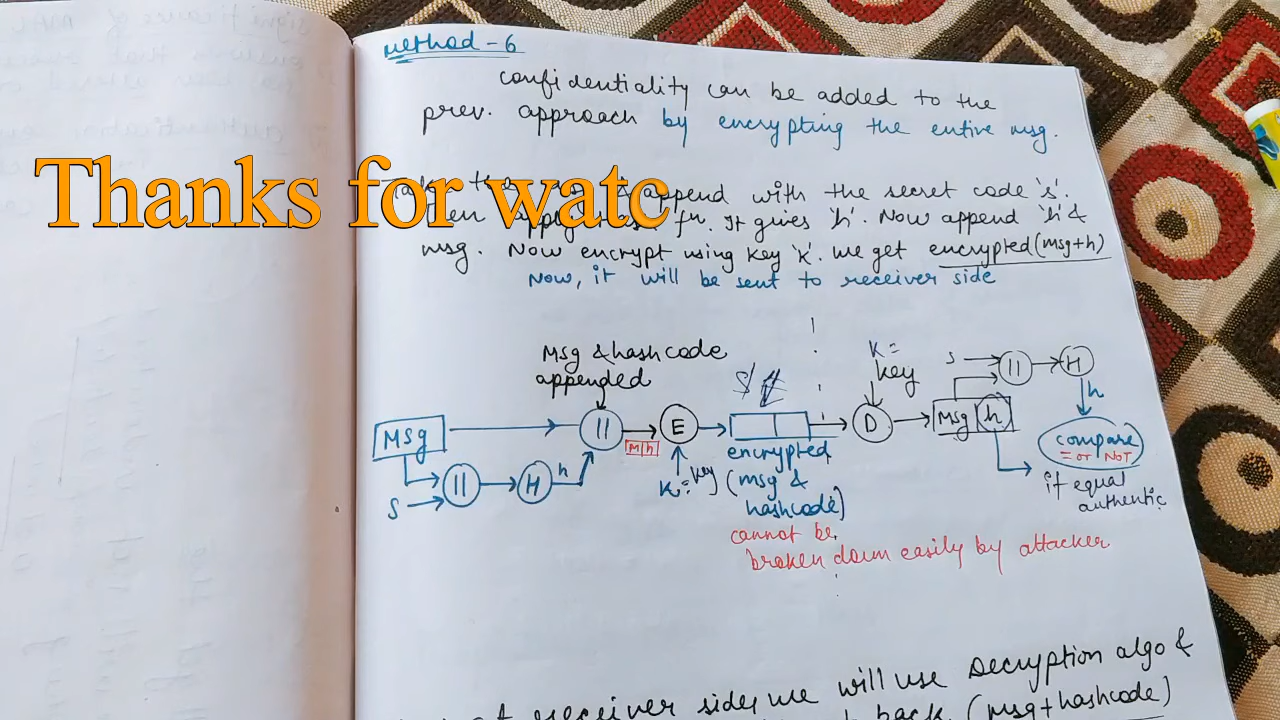 Method - 6
confidentiality can be added to the
prev. approach by encrypting the entire msg.
Thanks for watc
append with the secret code 's'.
apply fn. It gives 'h'. Now append 'h' &
msg. Now encrypt using key 'k'. we get encrypted(msg+h)
Now, it will be sent to receiver side
Msg & hash code
appended
K =
key
S
||
H
h
Msg
||
M h
E
D
Msg h
compare
= or NOT
encrypted
(msg &
hashcode)
K = key
S
||
H
h
if equal
authentic
cannot be
broken down easily by attacker
receiver side, we will use Decryption algo &
back (msg+hashcode)